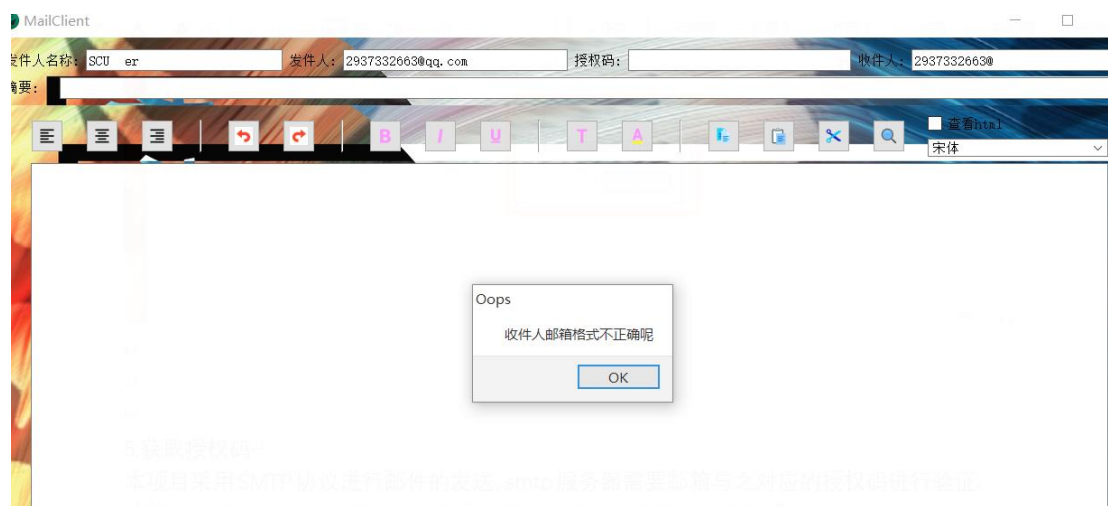 MailClient
发件人名称: SCU er 发件人: 2937332663@qq.com 授权码: 收件人: 2937332663@
摘要:
B I U T A 查看html
宋体
Oops
收件人邮箱格式不正确呢
OK
5.获取授权码
本项目采用SMTP协议进行邮件的发送,smtp服务器需要邮箱与之对应的授权码进行验证,